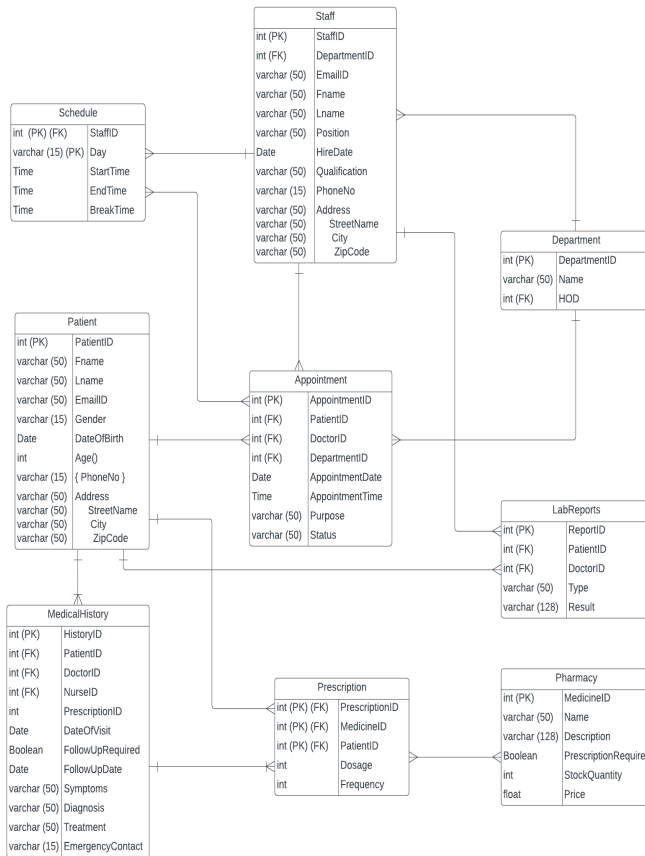 Staff
int (PK) StaffID
int (FK) DepartmentID
varchar (50) EmailID
varchar (50) Fname
varchar (50) Lname
varchar (50) Position
Date HireDate
varchar (50) Qualification
varchar (15) PhoneNo
varchar (50) Address
varchar (50) StreetName
varchar (50) City
varchar (50) ZipCode
Schedule
int (PK) (FK) StaffID
varchar (15) (PK) Day
Time StartTime
Time EndTime
Time BreakTime
Department
int (PK) DepartmentID
varchar (50) Name
int (FK) HOD
Patient
int (PK) PatientID
varchar (50) Fname
varchar (50) Lname
varchar (50) EmailID
varchar (15) Gender
Date DateOfBirth
int Age()
varchar (15) { PhoneNo }
varchar (50) Address
varchar (50) StreetName
varchar (50) City
varchar (50) ZipCode
Appointment
int (PK) AppointmentID
int (FK) PatientID
int (FK) DoctorID
int (FK) DepartmentID
Date AppointmentDate
Time AppointmentTime
varchar (50) Purpose
varchar (50) Status
LabReports
int (PK) ReportID
int (FK) PatientID
int (FK) DoctorID
varchar (50) Type
varchar (128) Result
MedicalHistory
int (PK) HistoryID
int (FK) PatientID
int (FK) DoctorID
int (FK) NurseID
int PrescriptionID
Date DateOfVisit
Boolean FollowUpRequired
Date FollowUpDate
varchar (50) Symptoms
varchar (50) Diagnosis
varchar (50) Treatment
varchar (15) EmergencyContact
Prescription
int (PK) (FK) PrescriptionID
int (PK) (FK) MedicineID
int (PK) (FK) PatientID
int Dosage
int Frequency
Pharmacy
int (PK) MedicineID
varchar (50) Name
varchar (128) Description
Boolean PrescriptionRequire
int StockQuantity
float Price